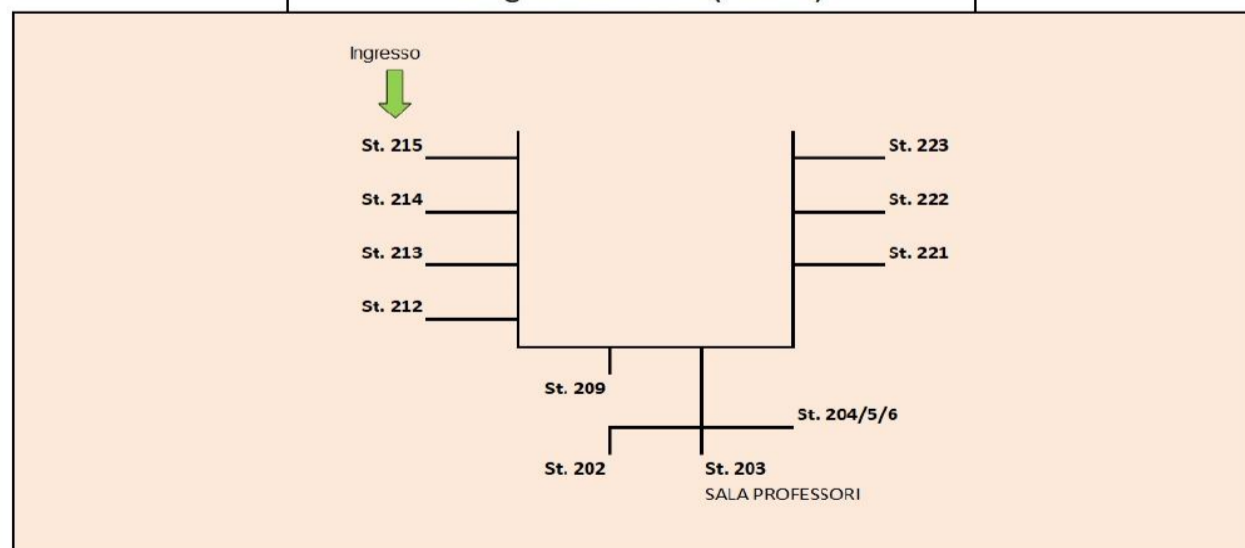 Ingresso
St. 215
St. 223
St. 214
St. 222
St. 213
St. 221
St. 212
St. 209
St. 204/5/6
St. 202
St. 203
SALA PROFESSORI